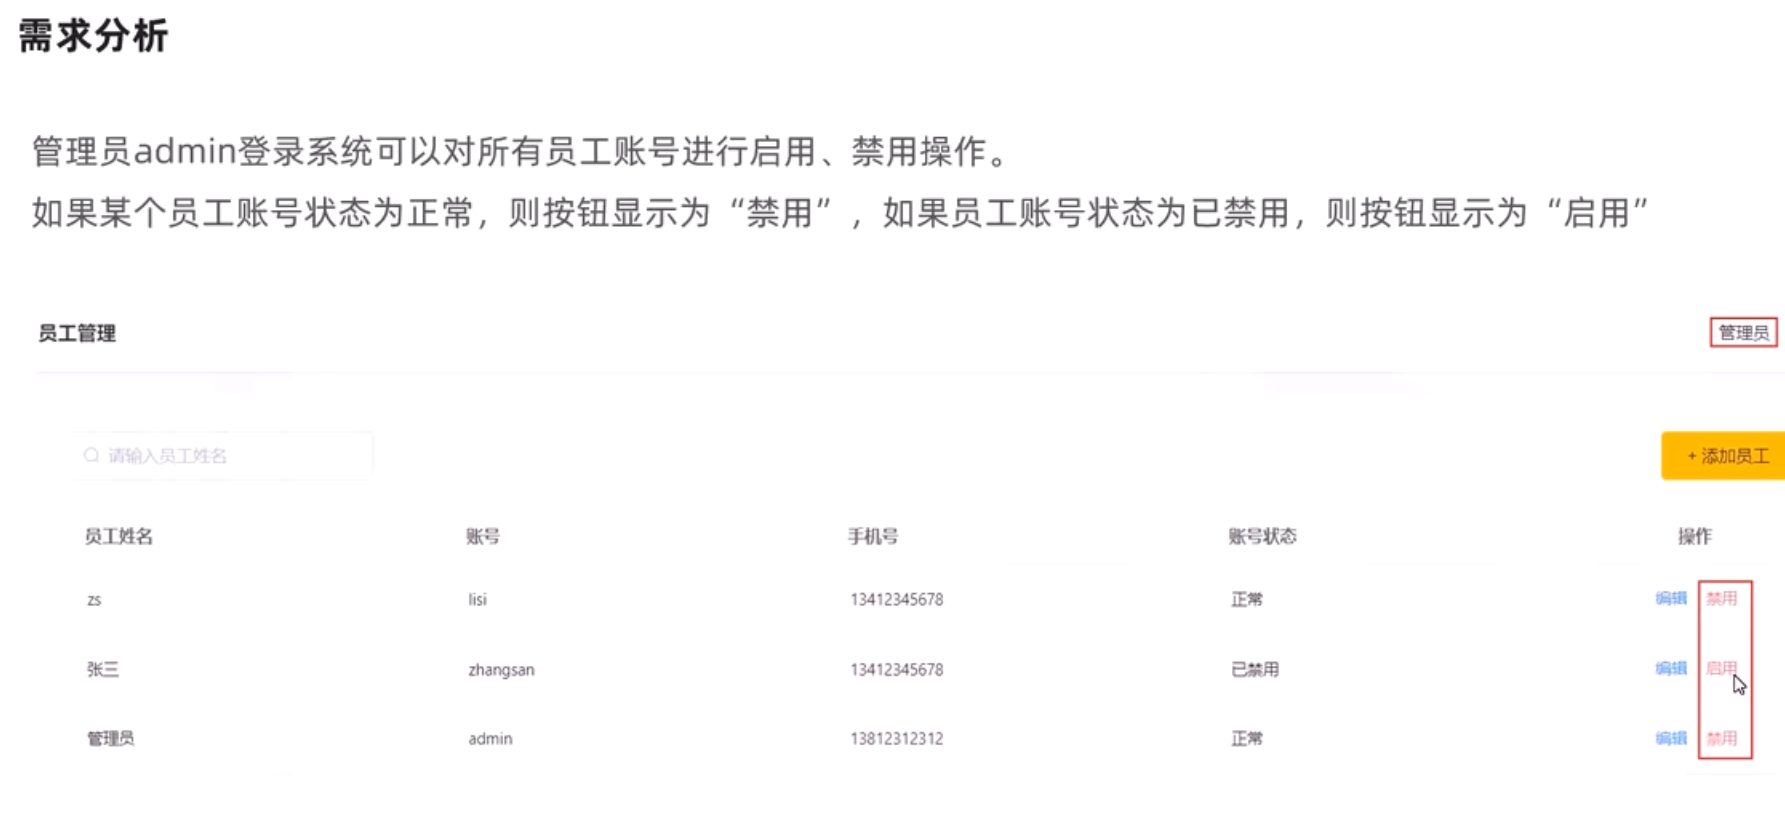 需求分析
管理员admin登录系统可以对所有员工账号进行启用、禁用操作。
如果某个员工账号状态为正常，则按钮显示为“禁用”，如果员工账号状态为已禁用，则按钮显示为“启用”
员工管理 管理员
请输入员工姓名 + 添加员工
员工姓名 账号 手机号 账号状态 操作
zs lisi 13412345678 正常 编辑 禁用
张三 zhangsan 13412345678 已禁用 编辑 启用
管理员 admin 13812312312 正常 编辑 禁用